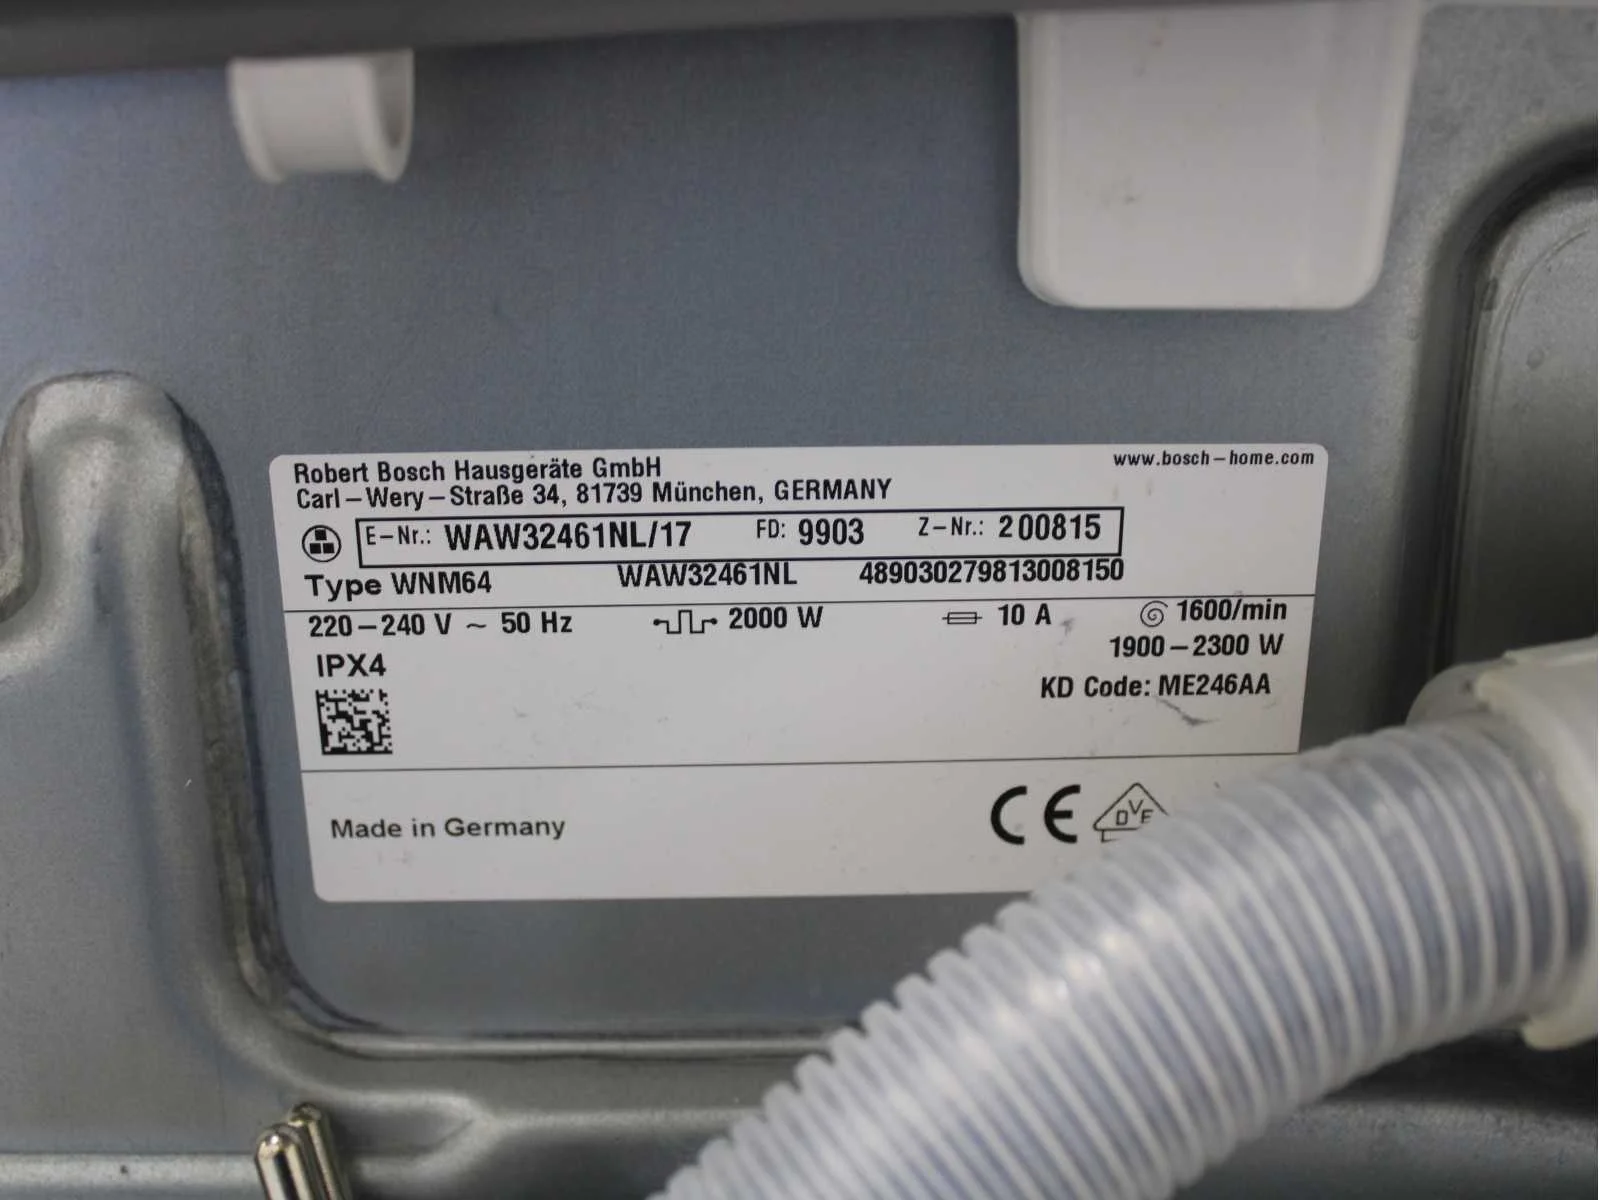 Robert Bosch Hausgeräte GmbH
www.bosch-home.com
Carl-Wery-Straße 34, 81739 München, GERMANY
E-Nr.: WAW32461NL/17 FD: 9903 Z-Nr.: 200815
Type WNM64 WAW32461NL 489030279813008150
220-240 V ~ 50 Hz 2000 W 10 A 1600/min
IPX4 1900-2300 W
KD Code: ME246AA
Made in Germany CE DVE